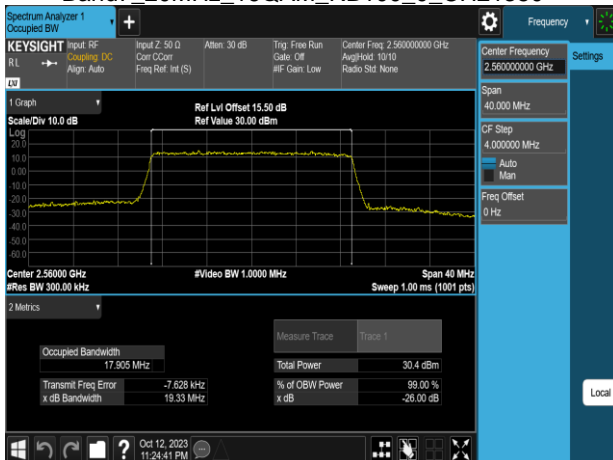 Spectrum Analyzer 1
Occupied BW
Frequency
KEYSIGHT
RL
Input: RF
Coupling: DC
Align: Auto
Input Z: 50 Ω
Corr CCorr
Freq Ref: Int (S)
Atten: 30 dB
Trig: Free Run
Gate: Off
#IF Gain: Low
Center Freq: 2.560000000 GHz
Avg|Hold: 10/10
Radio Std: None
LXI
Center Frequency
2.560000000 GHz
Settings
Span
40.000 MHz
CF Step
4.000000 MHz
Auto
Man
Freq Offset
0 Hz
1 Graph
Scale/Div 10.0 dB
Ref Lvl Offset 15.50 dB
Ref Value 30.00 dBm
Log
20.0
10.0
0.00
-10.0
-20.0
-30.0
-40.0
-50.0
-60.0
Center 2.56000 GHz
#Video BW 1.0000 MHz
Span 40 MHz
#Res BW 300.00 kHz
Sweep 1.00 ms (1001 pts)
2 Metrics
Measure Trace
Trace 1
Occupied Bandwidth
17.905 MHz
Total Power
30.4 dBm
Transmit Freq Error
-7.628 kHz
% of OBW Power
99.00 %
x dB Bandwidth
19.33 MHz
x dB
-26.00 dB
Local
?
Oct 12, 2023
11:24:41 PM